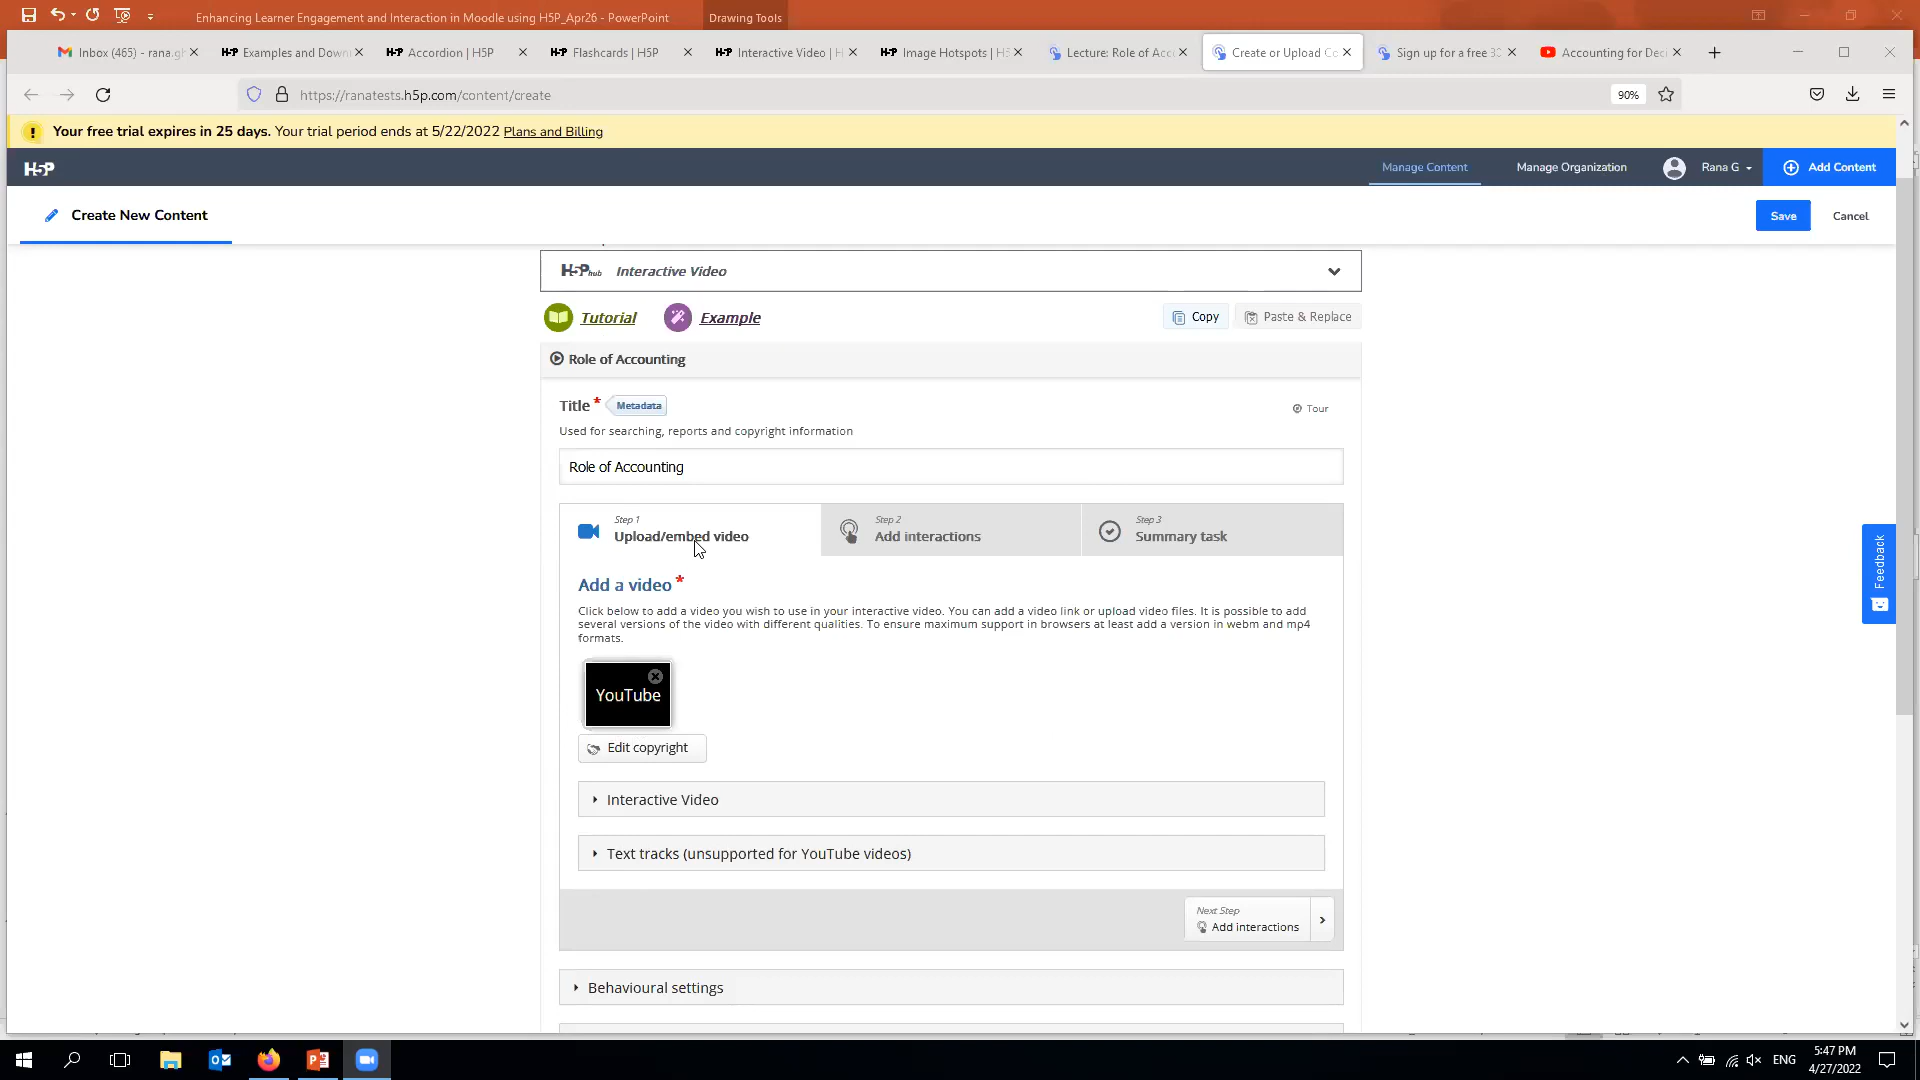 Enhancing Learner Engagement and Interaction in Moodle using H5P_Apr26 - PowerPoint
Drawing Tools
Inbox (465) - rana.gh
H5P Examples and Down
H5P Accordion | H5P
H5P Flashcards | H5P
H5P Interactive Video | H
H5P Image Hotspots | H5
Lecture: Role of Acc
Create or Upload Co
Sign up for a free 30
Accounting for Dec
https://ranatests.h5p.com/content/create
90%
Your free trial expires in 25 days. Your trial period ends at 5/22/2022 Plans and Billing
H5P
Manage Content
Manage Organization
Rana G
Add Content
Create New Content
Save
Cancel
H5P hub Interactive Video
Tutorial
Example
Copy
Paste & Replace
Role of Accounting
Title *
Metadata
Tour
Used for searching, reports and copyright information
Role of Accounting
Step 1
Upload/embed video
Step 2
Add interactions
Step 3
Summary task
Add a video *
Click below to add a video you wish to use in your interactive video. You can add a video link or upload video files. It is possible to add
several versions of the video with different qualities. To ensure maximum support in browsers at least add a version in webm and mp4
formats.
YouTube
Edit copyright
Interactive Video
Text tracks (unsupported for YouTube videos)
Next Step
Add interactions
Behavioural settings
Feedback
ENG
5:47 PM
4/27/2022